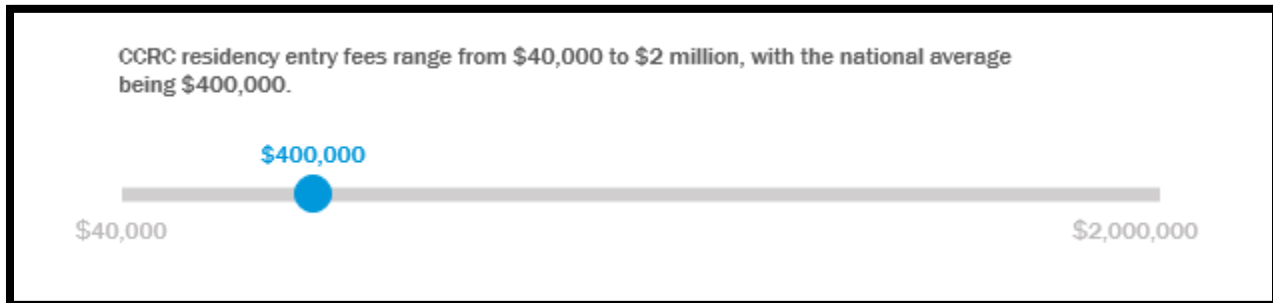 CCRC residency entry fees range from $40,000 to $2 million, with the national average
being $400,000.
$400,000
$40,000
$2,000,000